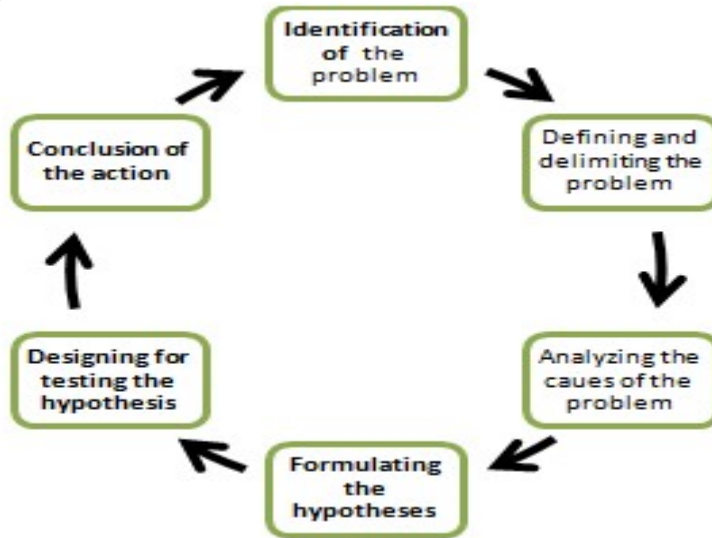 Identification
of the
problem
Defining and
delimiting the
problem
Analyzing the
caues of the
problem
Formulating
the
hypotheses
Designing for
testing the
hypothesis
Conclusion of
the action